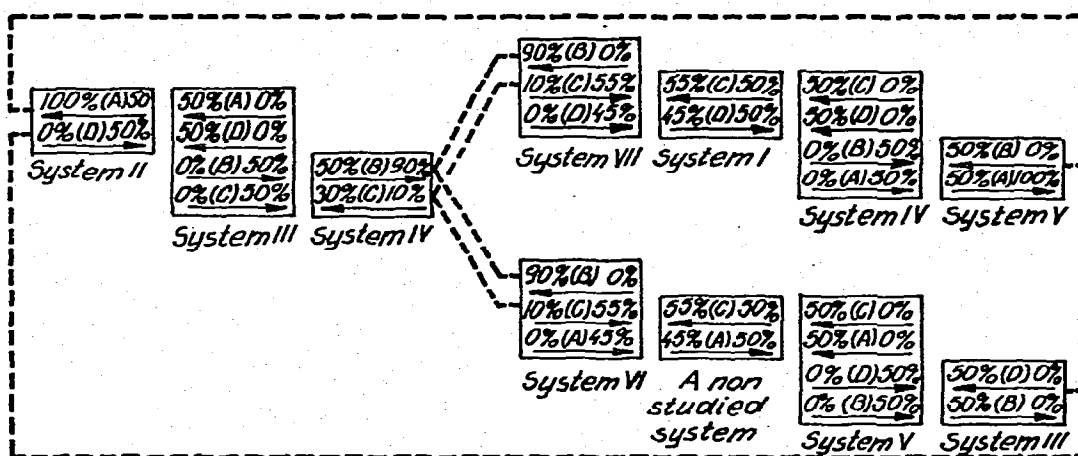 100%(A)50
0%(D)50%
System II
50%(A) 0%
50%(D) 0%
0%(B) 50%
0%(C) 50%
System III
50%(B) 90%
30%(C) 10%
System IV
90%(B) 0%
10%(C) 55%
0%(D) 45%
System VII
55%(C) 50%
45%(D) 50%
System I
50%(C) 0%
50%(D) 0%
0%(B) 50%
0%(A) 50%
System IV
50%(B) 0%
50%(A) 100%
System V
90%(B) 0%
10%(C) 55%
0%(A) 45%
System VI
55%(C) 50%
45%(A) 50%
A non
studied
system
50%(C) 0%
50%(A) 0%
0%(D) 50%
0%(B) 50%
System V
50%(D) 0%
50%(B) 0%
System III